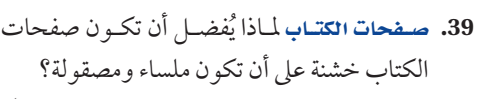 39. صفحات الكتاب لماذا يُفضل أن تكون صفحات
الكتاب خشنة على أن تكون ملساء ومصقولة؟